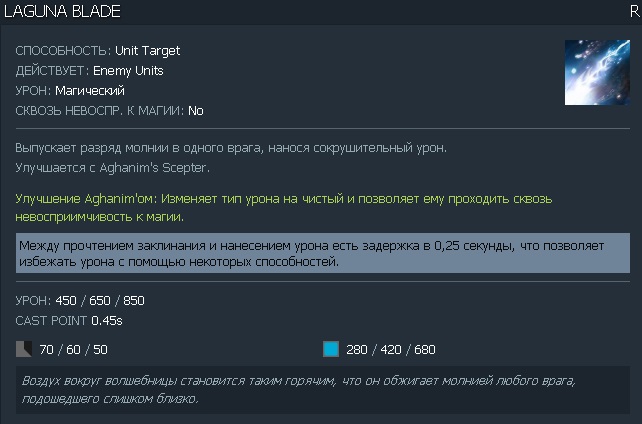 LAGUNA BLADE R
СПОСОБНОСТЬ: Unit Target
ДЕЙСТВУЕТ: Enemy Units
УРОН: Магический
СКВОЗЬ НЕВОСПР. К МАГИИ: No
Выпускает разряд молнии в одного врага, нанося сокрушительный урон.
Улучшается с Aghanim's Scepter.
Улучшение Aghanim'ом: Изменяет тип урона на чистый и позволяет ему проходить сквозь
невосприимчивость к магии.
Между прочтением заклинания и нанесением урона есть задержка в 0,25 секунды, что позволяет
избежать урона с помощью некоторых способностей.
УРОН: 450 / 650 / 850
CAST POINT 0.45s
70 / 60 / 50 280 / 420 / 680
Воздух вокруг волшебницы становится таким горячим, что он обжигает молнией любого врага,
подошедшего слишком близко.